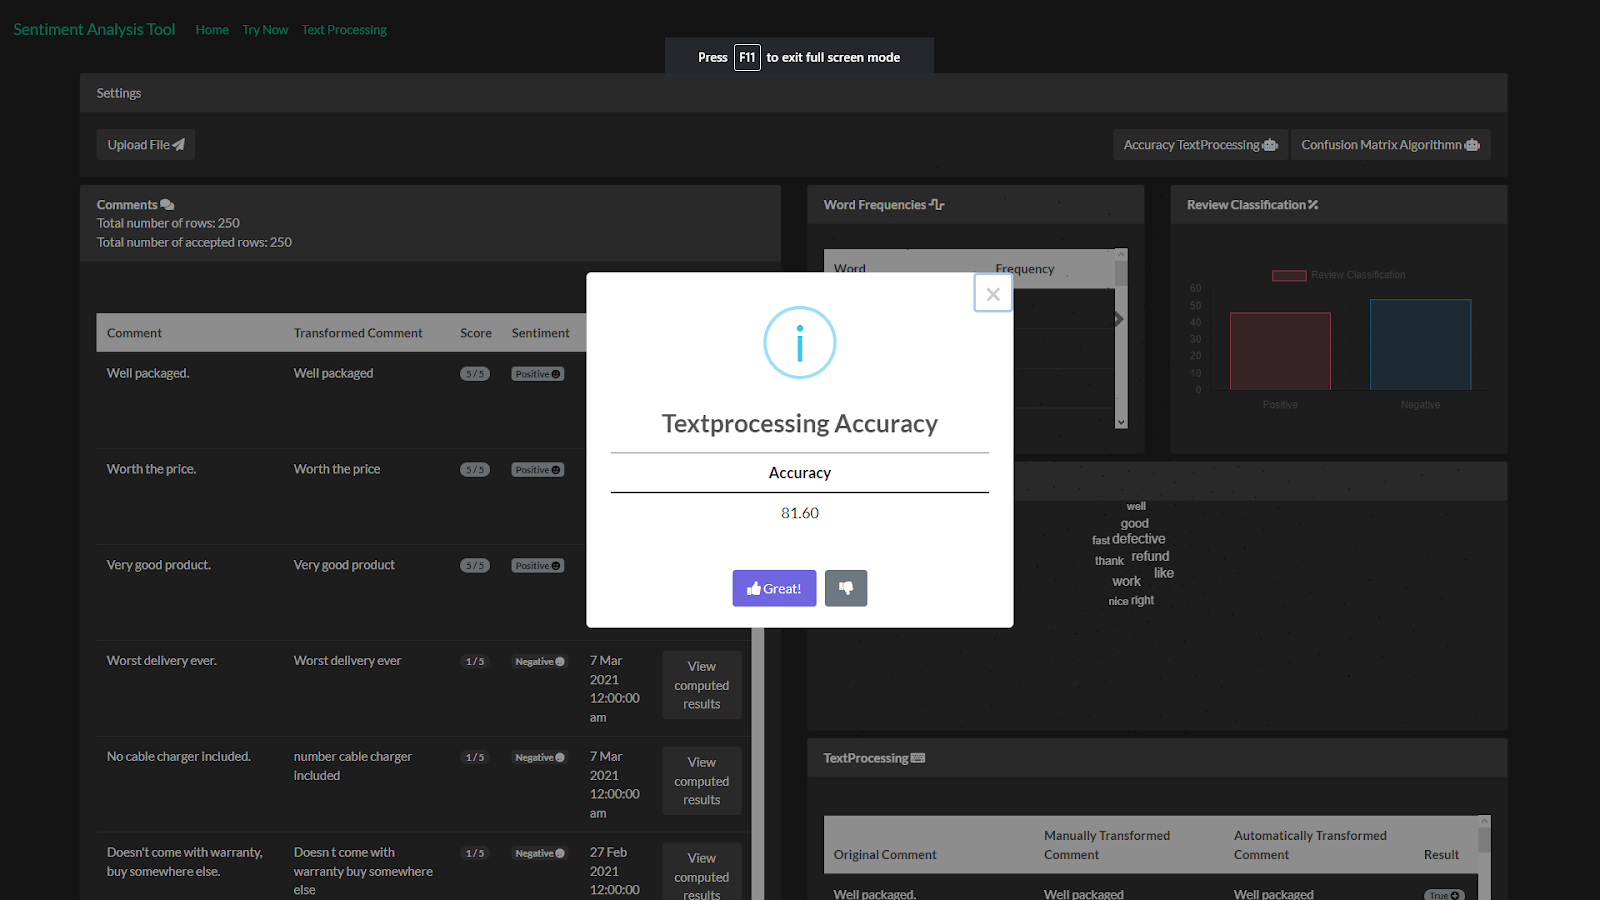 Sentiment Analysis Tool Home Try Now Text Processing
Press F11 to exit full screen mode
Settings
Upload File
Accuracy TextProcessing
Confusion Matrix Algorithmn
Comments
Total number of rows: 250
Total number of accepted rows: 250
Comment Transformed Comment Score Sentiment
Well packaged. Well packaged 5/5 Positive
Worth the price. Worth the price 5/5 Positive
Very good product. Very good product 5/5 Positive
Worst delivery ever. Worst delivery ever 1/5 Negative
7 Mar
2021
12:00:00
am
View
computed
results
No cable charger included.
number cable charger
included
1/5 Negative
7 Mar
2021
12:00:00
am
View
computed
results
Doesn't come with warranty,
buy somewhere else.
Doesn t come with
warranty buy somewhere
else
1/5 Negative
27 Feb
2021
12:00:00
View
computed
results
Word Frequencies
Word Frequency
Review Classification
Review Classification
60
50
40
30
20
10
0
Positive Negative
Textprocessing Accuracy
Accuracy
81.60
Great!
well
good
fast defective
thank refund
like
work
nice right
TextProcessing
Original Comment
Manually Transformed
Comment
Automatically Transformed
Comment
Result
Well packaged. Well packaged Well packaged True